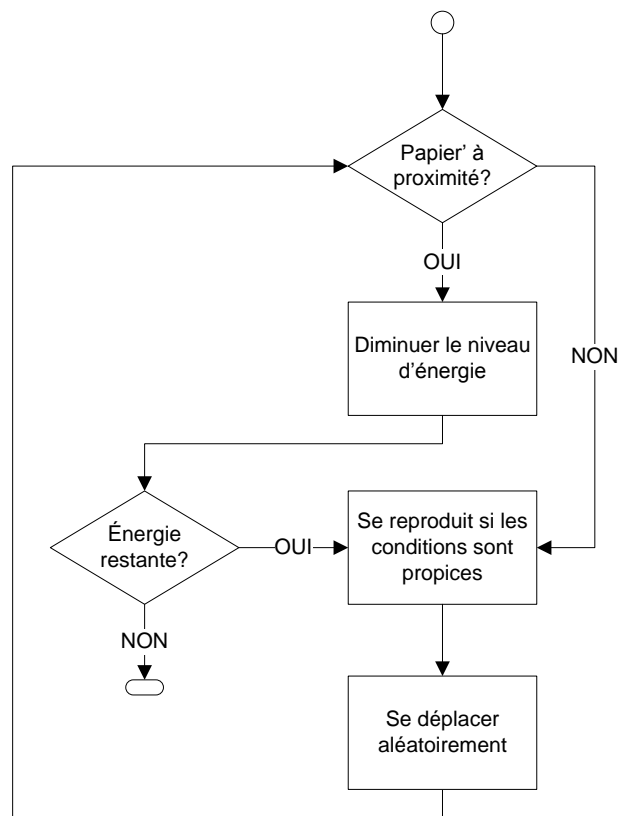 Papier' à
proximité?
OUI
Diminuer le niveau
d'énergie
NON
Énergie
restante?
OUI
Se reproduit si les
conditions sont
propices
NON
Se déplacer
aléatoirement